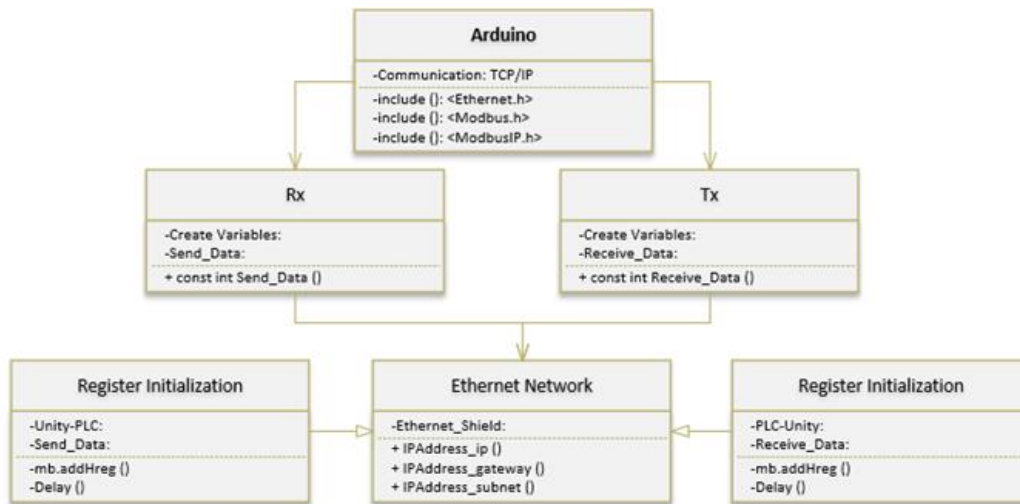 Arduino
-Communication: TCP/IP
-include (): <Ethernet.h>
-include (): <Modbus.h>
-include (): <ModbusIP.h>
Rx
-Create Variables:
-Send_Data:
+ const int Send_Data ()
Tx
-Create Variables:
-Receive_Data:
+ const int Receive_Data ()
Register Initialization
-Unity-PLC:
-Send_Data:
-mb.addHreg ()
-Delay ()
Ethernet Network
-Ethernet_Shield:
+ IPAddress_ip ()
+ IPAddress_gateway ()
+ IPAddress_subnet ()
Register Initialization
-PLC-Unity:
-Receive_Data:
-mb.addHreg ()
-Delay ()